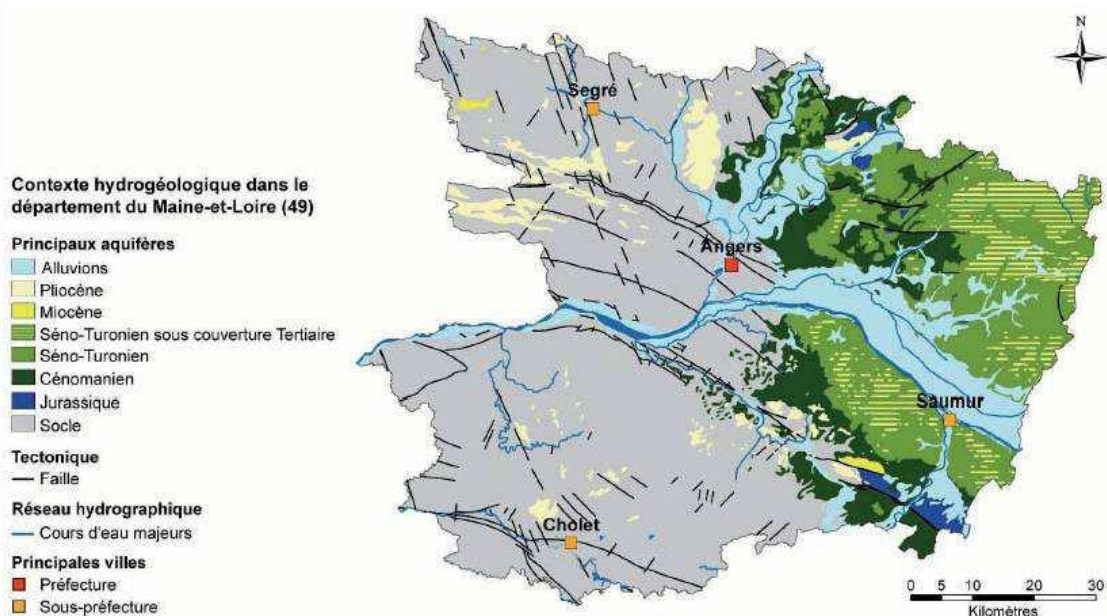 N
Segré
Contexte hydrogéologique dans le
département du Maine-et-Loire (49)
Principaux aquifères
Alluvions
Pliocène
Miocène
Séno-Turonien sous couverture Tertiaire
Séno-Turonien
Cénomanien
Jurassique
Socle
Tectonique
Faille
Réseau hydrographique
Cours d'eau majeurs
Principales villes
Préfecture
Sous-préfecture
Angers
Saumur
Cholet
0 5 10 20 30
Kilomètres